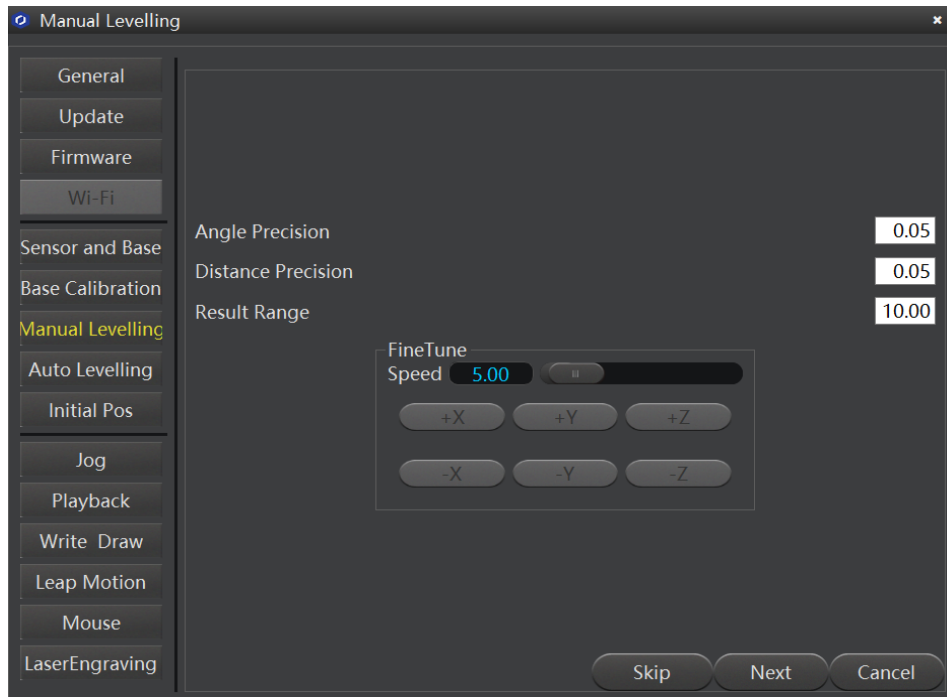 Manual Levelling
General
Update
Firmware
Wi-Fi
Sensor and Base
Base Calibration
Manual Levelling
Auto Levelling
Initial Pos
Jog
Playback
Write Draw
Leap Motion
Mouse
LaserEngraving
Angle Precision 0.05
Distance Precision 0.05
Result Range 10.00
FineTune
Speed 5.00
+X +Y +Z
-X -Y -Z
Skip Next Cancel